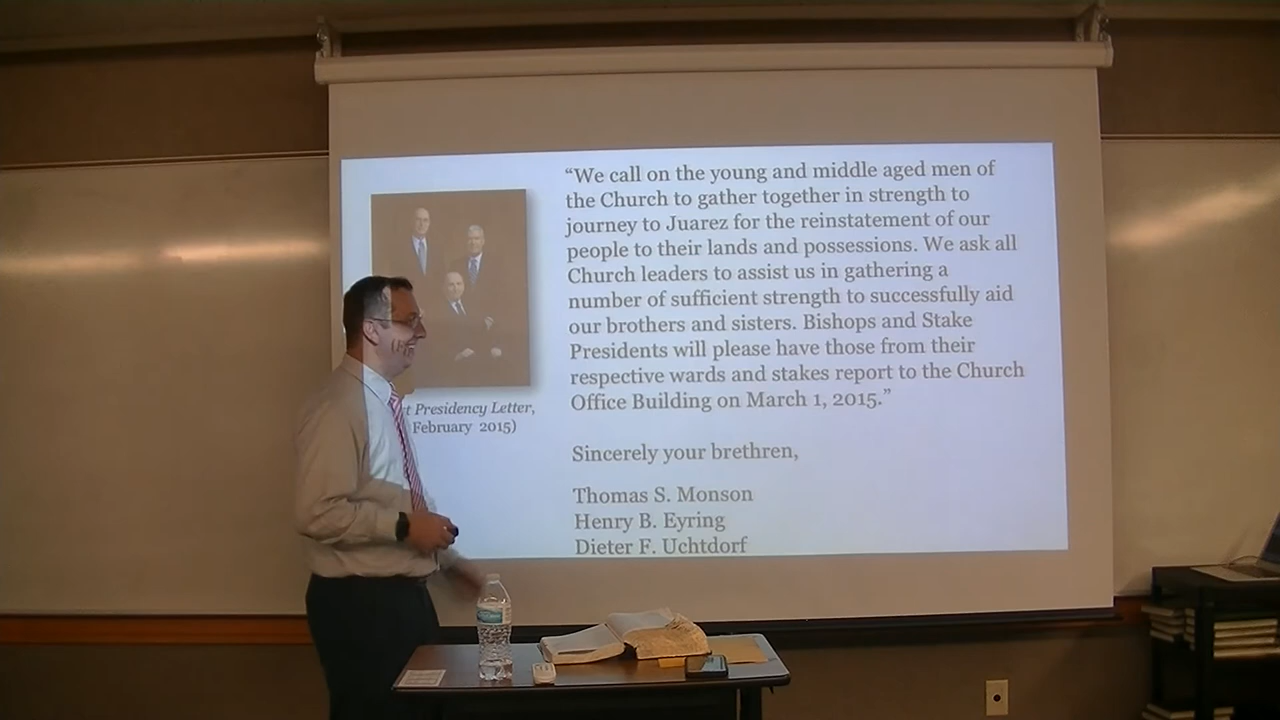 “We call on the young and middle aged men of
the Church to gather together in strength to
journey to Juarez for the reinstatement of our
people to their lands and possessions. We ask all
Church leaders to assist us in gathering a
number of sufficient strength to successfully aid
our brothers and sisters. Bishops and Stake
Presidents will please have those from their
respective wards and stakes report to the Church
Office Building on March 1, 2015.”
Sincerely your brethren,
Thomas S. Monson
Henry B. Eyring
Dieter F. Uchtdorf
t Presidency Letter,
February 2015)